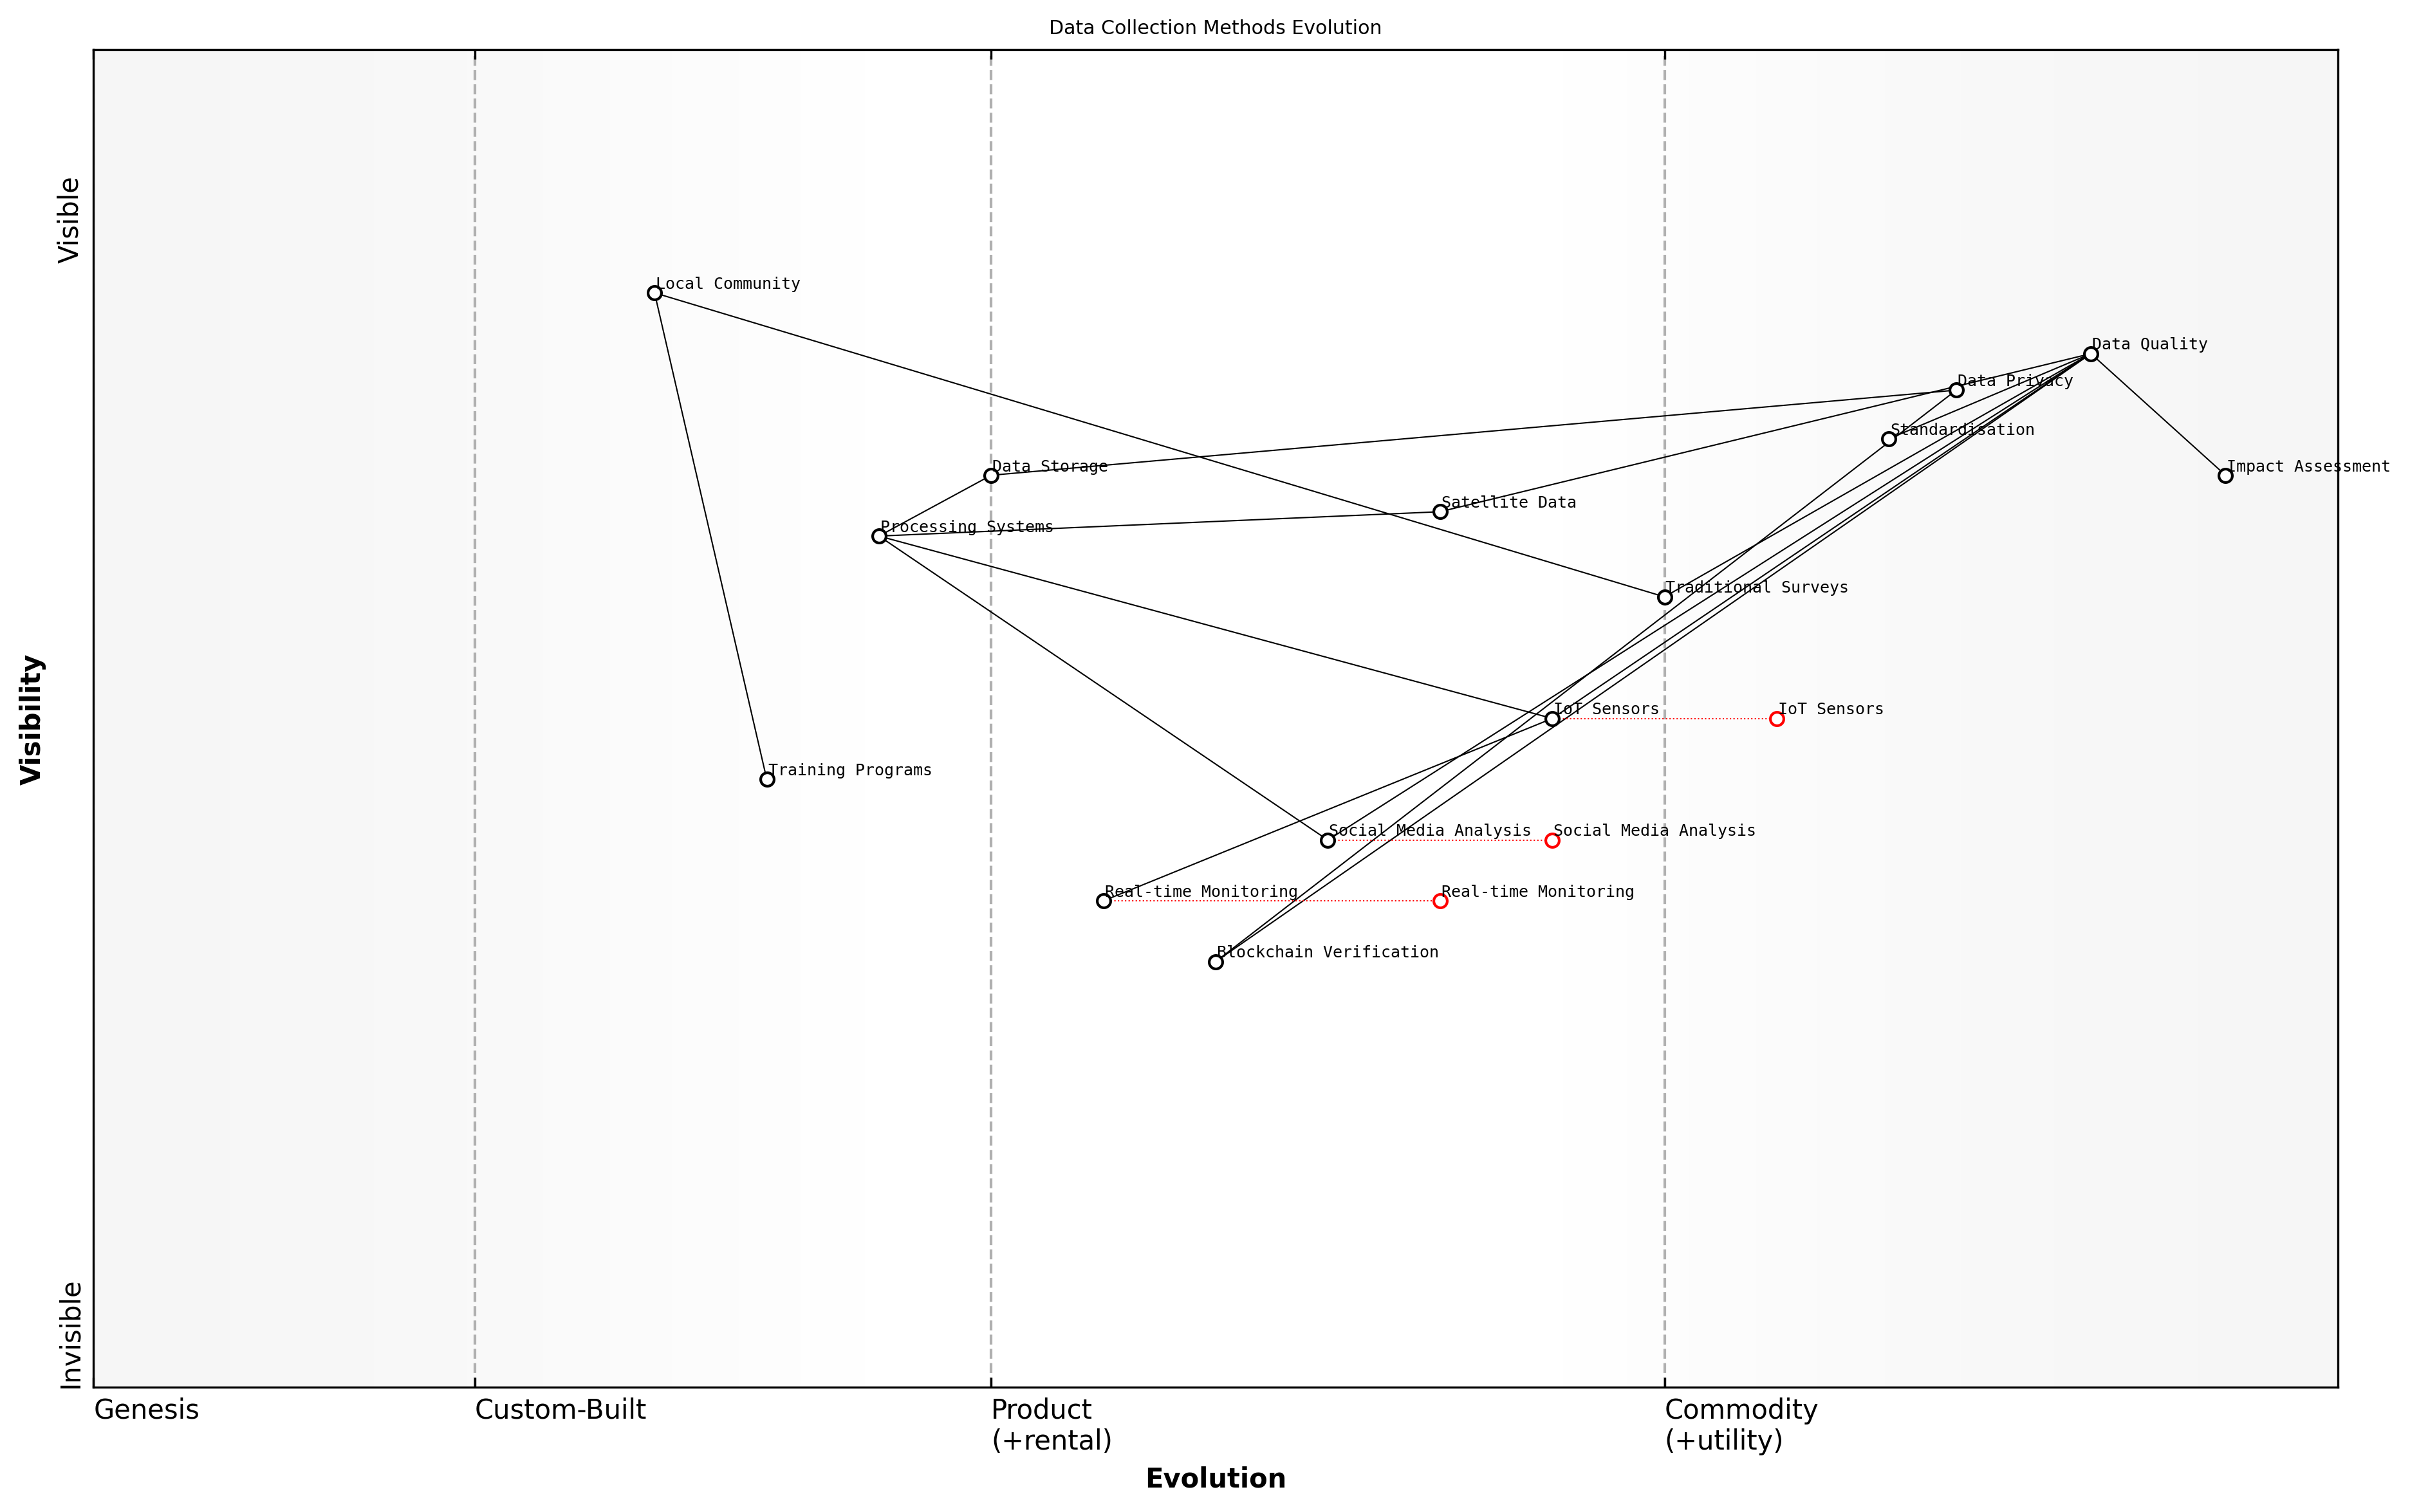 Data Collection Methods Evolution
Visible
Local Community
Data Quality
Data Privacy
Standardisation
Data Storage
Impact Assessment
Satellite Data
Processing Systems
Traditional Surveys
Visibility
IoT Sensors
IoT Sensors
Training Programs
Social Media Analysis
Social Media Analysis
Real-time Monitoring
Real-time Monitoring
Blockchain Verification
Invisible
Genesis
Custom-Built
Product
(+rental)
Commodity
(+utility)
Evolution